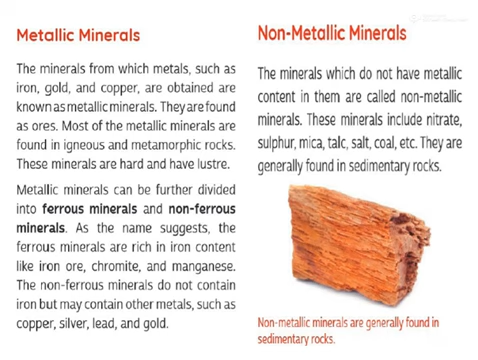 Metallic Minerals
The minerals from which metals, such as
iron, gold, and copper, are obtained are
known as metallic minerals. They are found
as ores. Most of the metallic minerals are
found in igneous and metamorphic rocks.
These minerals are hard and have lustre.
Metallic minerals can be further divided
into ferrous minerals and non-ferrous
minerals. As the name suggests, the
ferrous minerals are rich in iron content
like iron ore, chromite, and manganese.
The non-ferrous minerals do not contain
iron but may contain other metals, such as
copper, silver, lead, and gold.
Non-Metallic Minerals
The minerals which do not have metallic
content in them are called non-metallic
minerals. These minerals include nitrate,
sulphur, mica, talc, salt, coal, etc. They are
generally found in sedimentary rocks.
Non-metallic minerals are generally found in
sedimentary rocks.